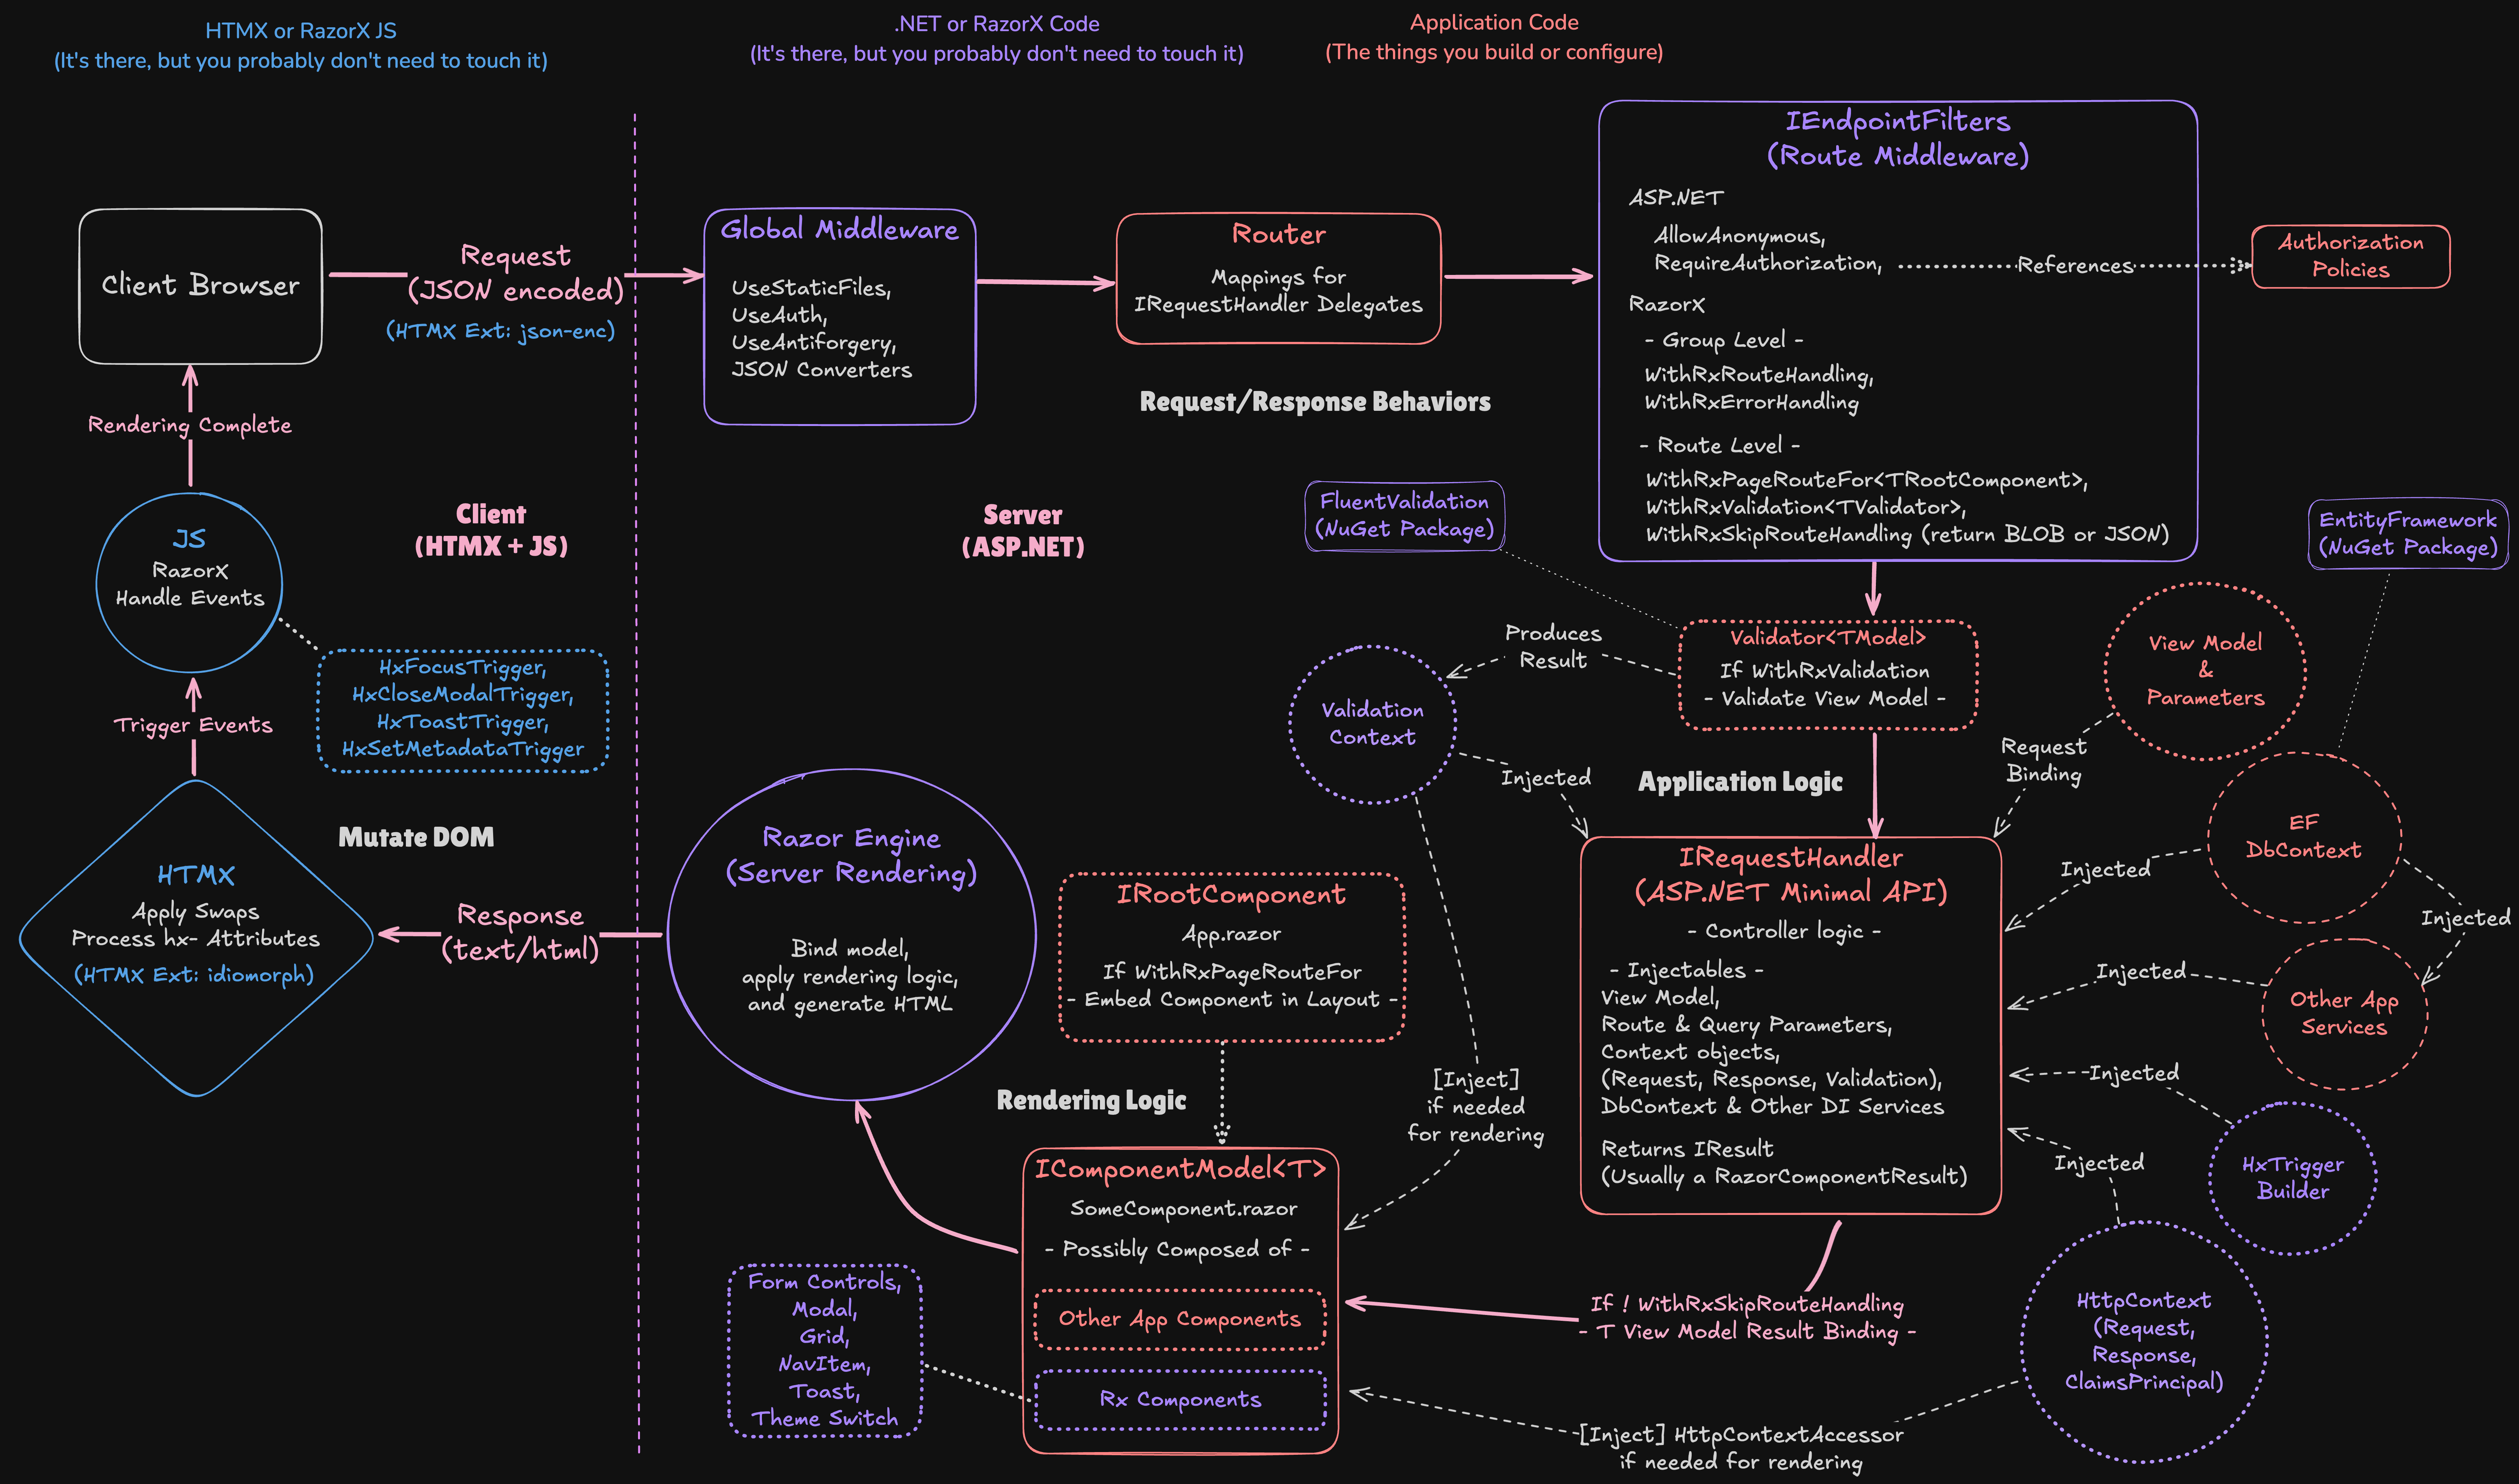 HTMX or RazorX JS
(It's there, but you probably don't need to touch it)
.NET or RazorX Code
(It's there, but you probably don't need to touch it)
Application Code
(The things you build or configure)
Client Browser
Request
(JSON encoded)
(HTMX Ext: json-enc)
Global Middleware
UseStaticFiles,
UseAuth,
UseAntiforgery,
JSON Converters
Router
Mappings for
IRequestHandler Delegates
Request/Response Behaviors
IEndpointFilters
(Route Middleware)
ASP.NET
AllowAnonymous,
RequireAuthorization,
RazorX
- Group Level -
WithRxRouteHandling,
WithRxErrorHandling
- Route Level -
WithRxPageRouteFor<TRootComponent>,
WithRxValidation<TValidator>,
WithRxSkipRouteHandling (return BLOB or JSON)
References
Authorization
Policies
Rendering Complete
JS
RazorX
Handle Events
Client
(HTMX + JS)
Server
(ASP.NET)
FluentValidation
(NuGet Package)
EntityFramework
(NuGet Package)
HxFocusTrigger,
HxCloseModalTrigger,
HxToastTrigger,
HxSetMetadataTrigger
Trigger Events
Mutate DOM
HTMX
Apply Swaps
Process hx- Attributes
(HTMX Ext: idiomorph)
Response
(text/html)
Razor Engine
(Server Rendering)
Bind model,
apply rendering logic,
and generate HTML
Produces
Result
Validator<TModel>
If WithRxValidation
- Validate View Model -
Validation
Context
Injected
Application Logic
View Model
&
Parameters
Request
Binding
EF
DbContext
Injected
Injected
Other App
Services
Injected
IRequestHandler
(ASP.NET Minimal API)
- Controller logic -
- Injectables -
View Model,
Route & Query Parameters,
Context objects,
(Request, Response, Validation),
DbContext & Other DI Services
Returns IResult
(Usually a RazorComponentResult)
Injected
HxTrigger
Builder
Injected
HttpContext
(Request,
Response,
ClaimsPrincipal)
IRootComponent
App.razor
If WithRxPageRouteFor
- Embed Component in Layout -
Rendering Logic
[Inject]
if needed
for rendering
IComponentModel<T>
SomeComponent.razor
- Possibly Composed of -
Other App Components
Rx Components
Form Controls,
Modal,
Grid,
NavItem,
Toast,
Theme Switch
If ! WithRxSkipRouteHandling
- T View Model Result Binding -
[Inject] HttpContextAccessor
if needed for rendering